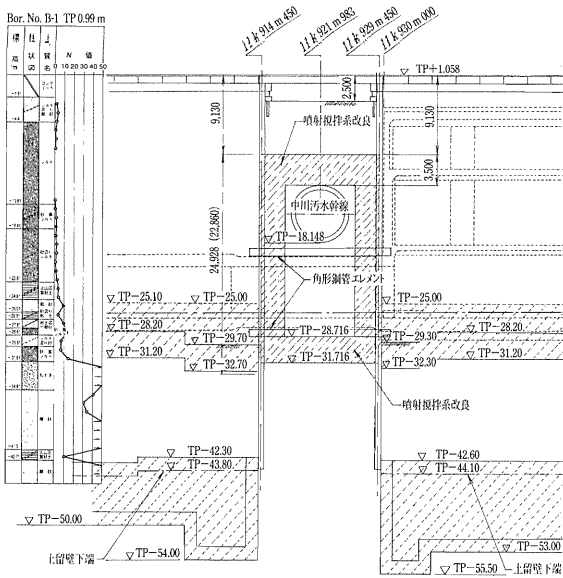 Bor. No. B-1 TP 0.99 m
標高 m
柱状図
土質名
N 値
0 10 20 30 40 50
11 k 914 m 450
11 k 921 m 983
11 k 929 m 450
11 k 930 m 000
TP+1.058
2,500
9,130
9,130
噴射撹拌系改良
3,500
中川汚水幹線
24,928 (22,860)
TP-18.148
角形鋼管エレメント
TP-25.10
TP-25.00
TP-25.00
TP-28.20
TP-28.716
TP-28.20
TP-29.70
TP-29.30
TP-31.20
TP-31.716
TP-31.20
TP-32.70
TP-32.30
噴射撹拌系改良
TP-42.30
TP-42.60
TP-43.80
TP-44.10
TP-50.00
TP-53.00
土留壁下端
TP-54.00
TP-55.50
土留壁下端